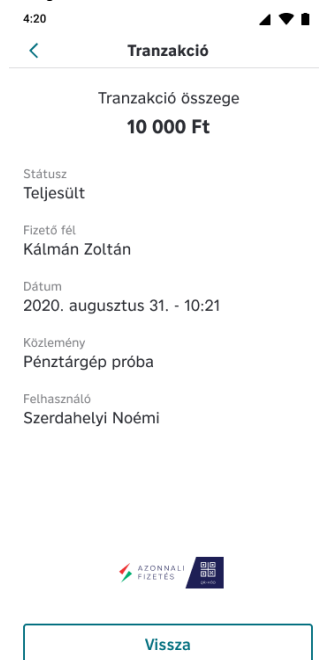 4:20
Tranzakció
Tranzakció összege
10 000 Ft
Státusz
Teljesült
Fizető fél
Kálmán Zoltán
Dátum
2020. augusztus 31. - 10:21
Közlemény
Pénztárgép próba
Felhasználó
Szerdahelyi Noémi
AZONNALI
FIZETÉS
Vissza